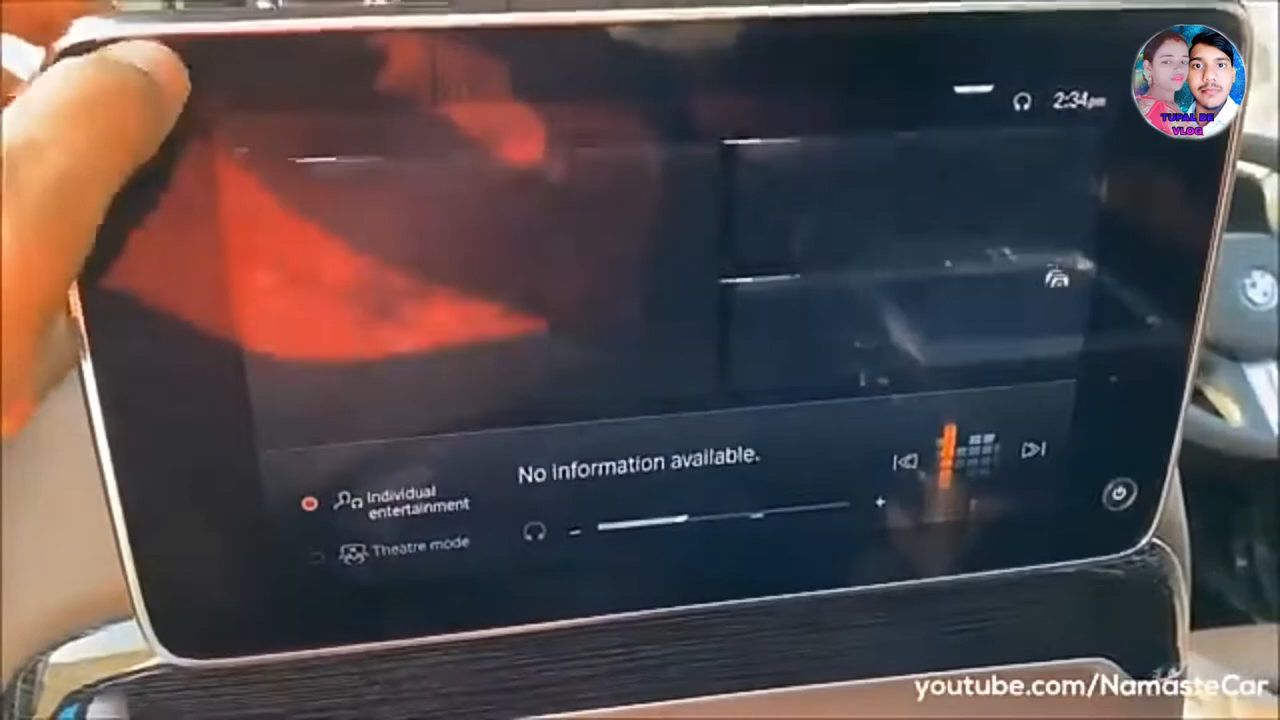 2:34pm
TUPAL DE
VLOG
No information available.
Individual
entertainment
Theatre mode
- +
youtube.com/NamasteCar